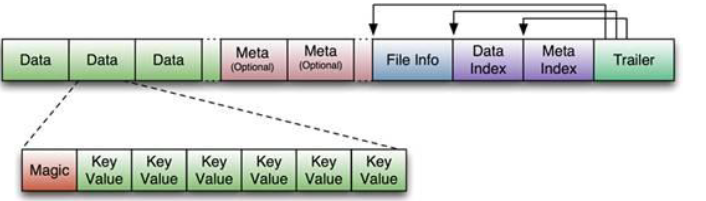 Data Data Data Meta (Optional) Meta (Optional) File Info Data Index Meta Index Trailer
Magic Key Value Key Value Key Value Key Value Key Value Key Value